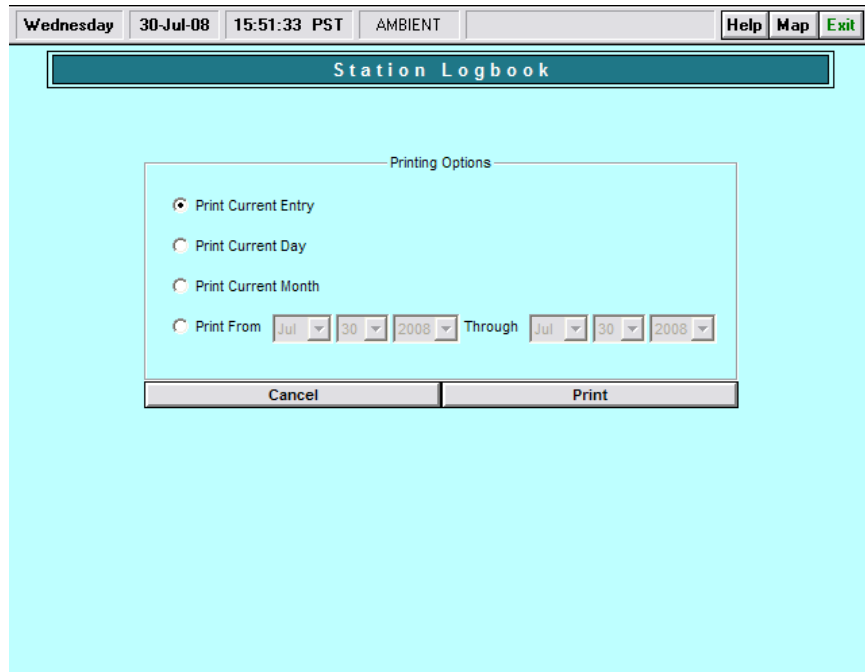 Wednesday 30-Jul-08 15:51:33 PST AMBIENT Help Map Exit
Station Logbook
Printing Options
Print Current Entry
Print Current Day
Print Current Month
Print From Jul 30 2008 Through Jul 30 2008
Cancel Print